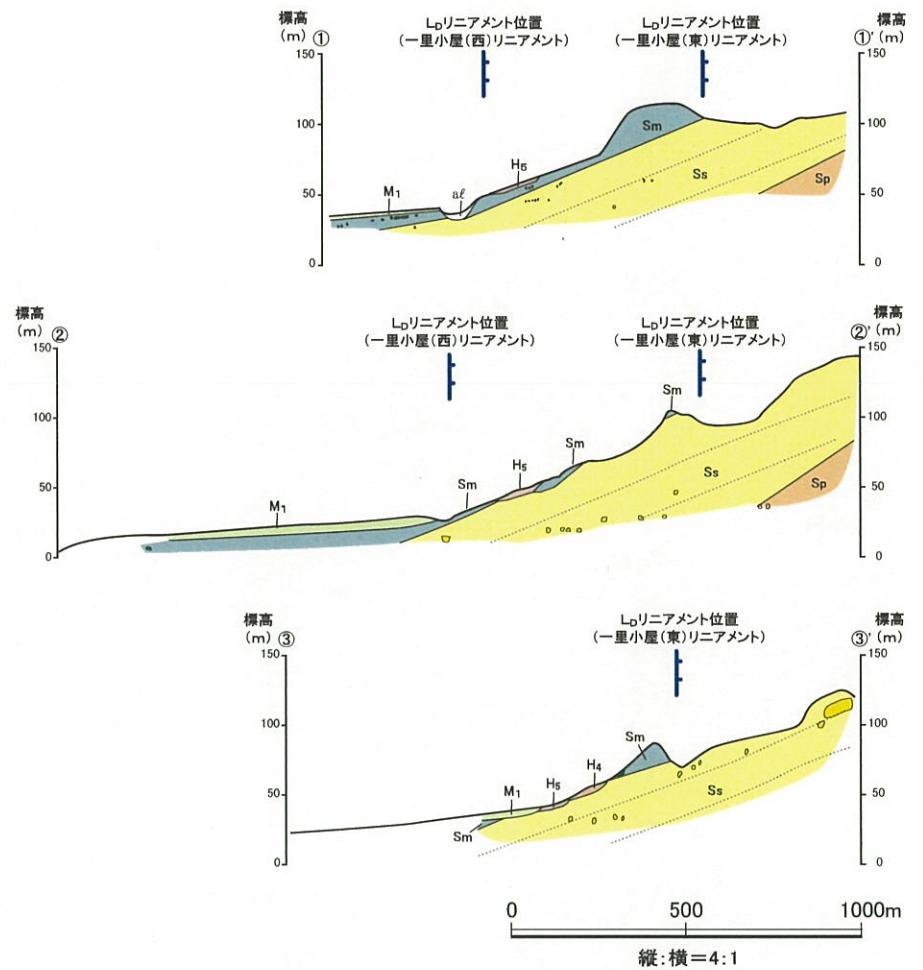 標高
(m) ①
LDリニアメント位置
(一里小屋(西)リニアメント)
LDリニアメント位置
(一里小屋(東)リニアメント)
標高
①' (m)
150
100
50
0
150
100
50
0
M1
aℓ
H5
Sm
Ss
Sp
標高
(m) ②
LDリニアメント位置
(一里小屋(西)リニアメント)
LDリニアメント位置
(一里小屋(東)リニアメント)
標高
②' (m)
150
100
50
0
150
100
50
0
M1
Sm
H5
Sm
Sm
Ss
Sp
標高
(m) ③
LDリニアメント位置
(一里小屋(東)リニアメント)
標高
③' (m)
150
100
50
0
150
100
50
0
Sm
M1
H5
H4
Sm
Ss
0 500 1000m
縦:横=4:1